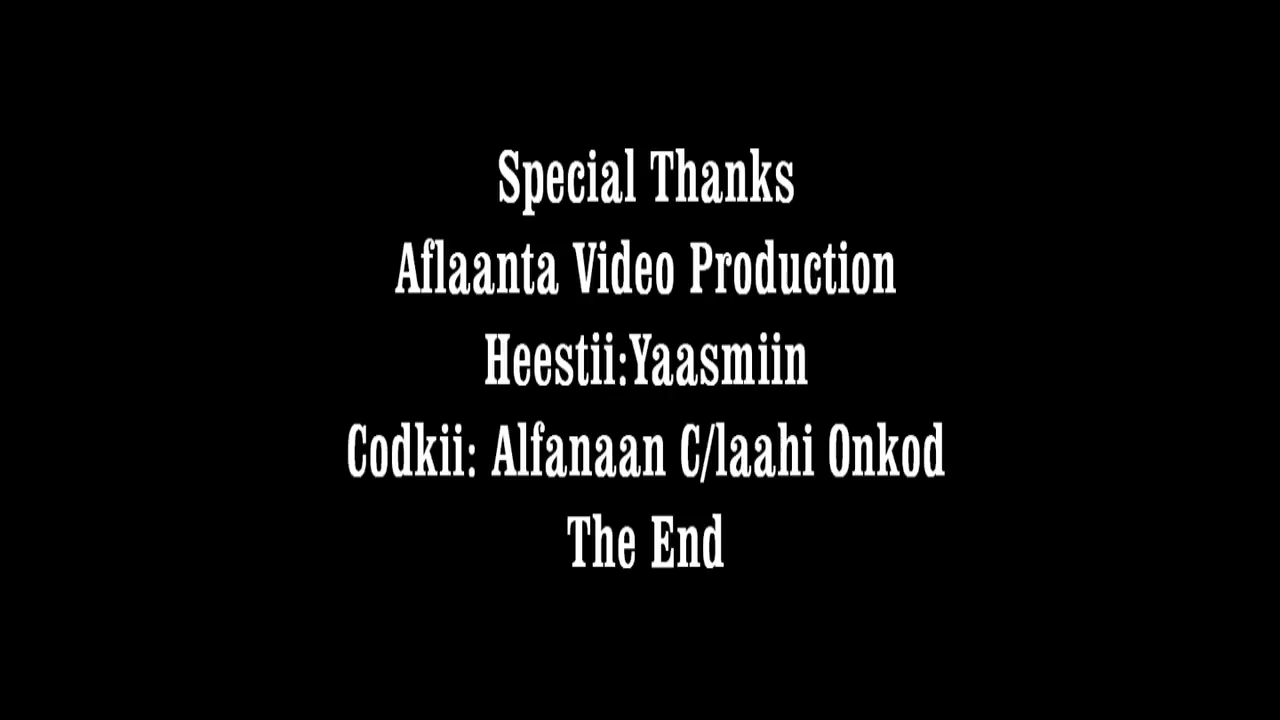 Special Thanks
Aflaanta Video Production
Heestii:Yaasmiin
Codkii: Alfanaan C/laahi Onkod
The End